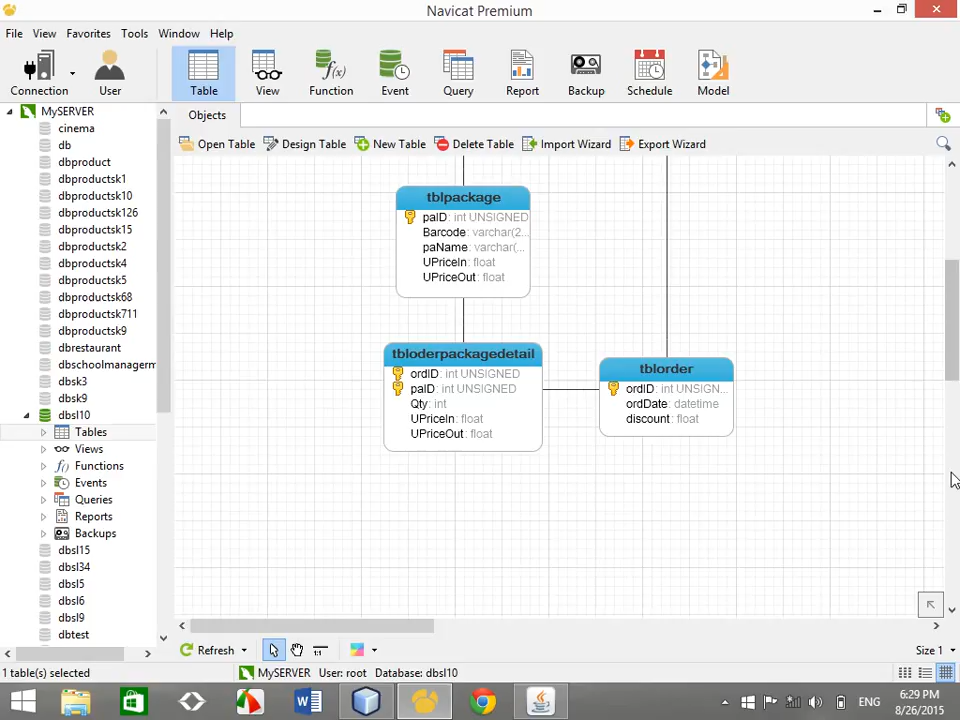 Navicat Premium
File View Favorites Tools Window Help
Connection User Table View Function Event Query Report Backup Schedule Model
MySERVER
cinema
db
dbproduct
dbproductsk1
dbproductsk10
dbproductsk126
dbproductsk15
dbproductsk2
dbproductsk4
dbproductsk5
dbproductsk68
dbproductsk711
dbproductsk9
dbrestaurant
dbschoolmanagerm
dbsk3
dbsk9
dbsl10
Tables
Views
Functions
Events
Queries
Reports
Backups
dbsl15
dbsl34
dbsl5
dbsl6
dbsl9
dbtest
Objects
Open Table Design Table New Table Delete Table Import Wizard Export Wizard
tblpackage
paID: int UNSIGNED
Barcode: varchar(2...
paName: varchar(...
UPriceIn: float
UPriceOut: float
tbloderpackagedetail
ordID: int UNSIGNED
paID: int UNSIGNED
Qty: int
UPriceIn: float
UPriceOut: float
tblorder
ordID: int UNSIGN...
ordDate: datetime
discount: float
Refresh 1:1 Size 1
1 table(s) selected MySERVER User: root Database: dbsl10
ENG
6:29 PM
8/26/2015